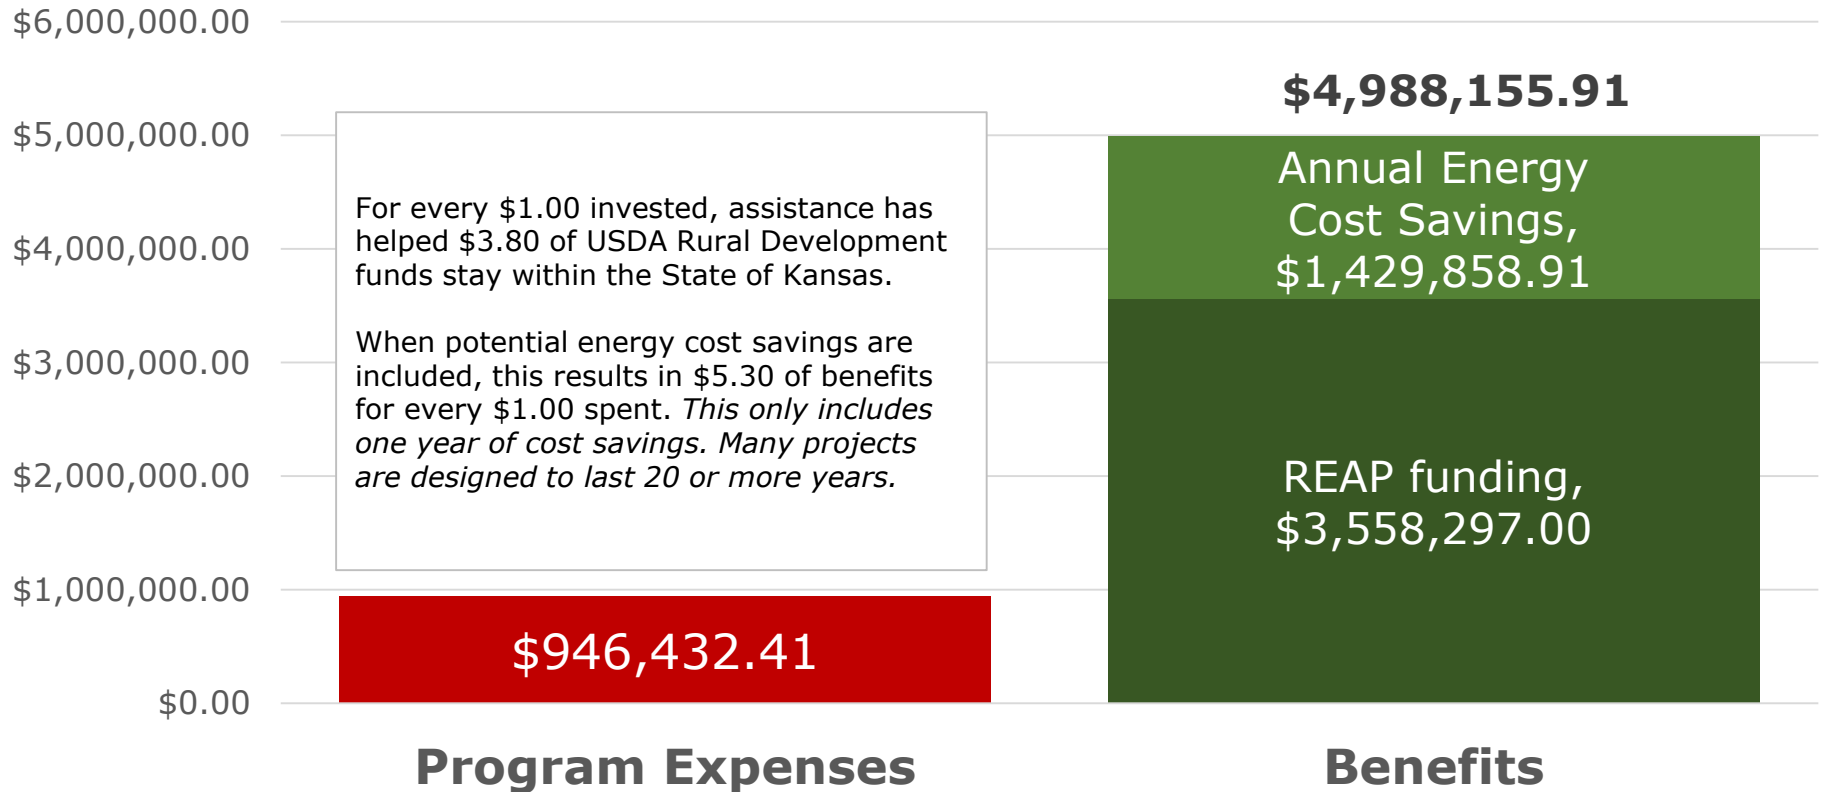 $6,000,000.00
$5,000,000.00
$4,000,000.00
$3,000,000.00
$2,000,000.00
$1,000,000.00
$0.00
For every $1.00 invested, assistance has
helped $3.80 of USDA Rural Development
funds stay within the State of Kansas.
When potential energy cost savings are
included, this results in $5.30 of benefits
for every $1.00 spent. This only includes
one year of cost savings. Many projects
are designed to last 20 or more years.
$946,432.41
$4,988,155.91
Annual Energy
Cost Savings,
$1,429,858.91
REAP funding,
$3,558,297.00
Program Expenses
Benefits